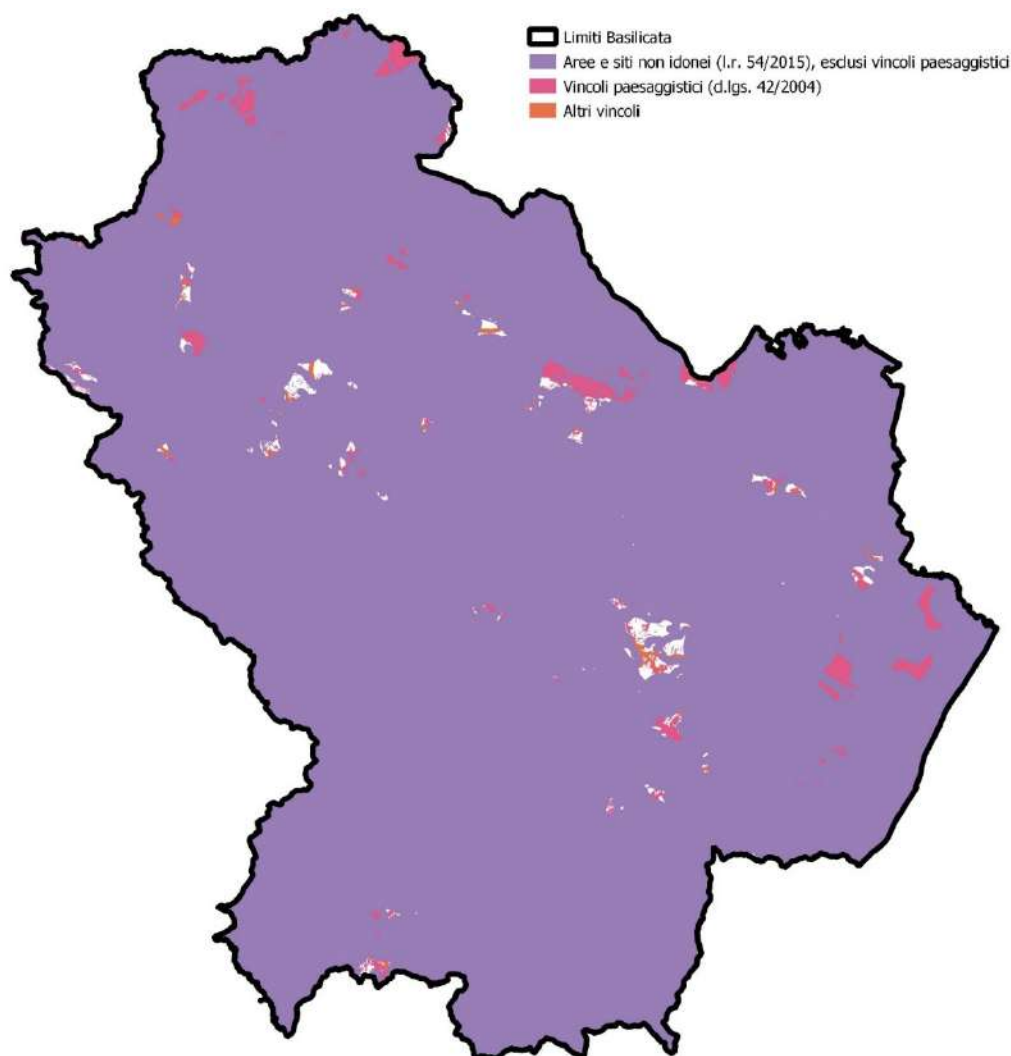 Limiti Basilicata
Aree e siti non idonei (l.r. 54/2015), esclusi vincoli paesaggistici
Vincoli paesaggistici (d.lgs. 42/2004)
Altri vincoli